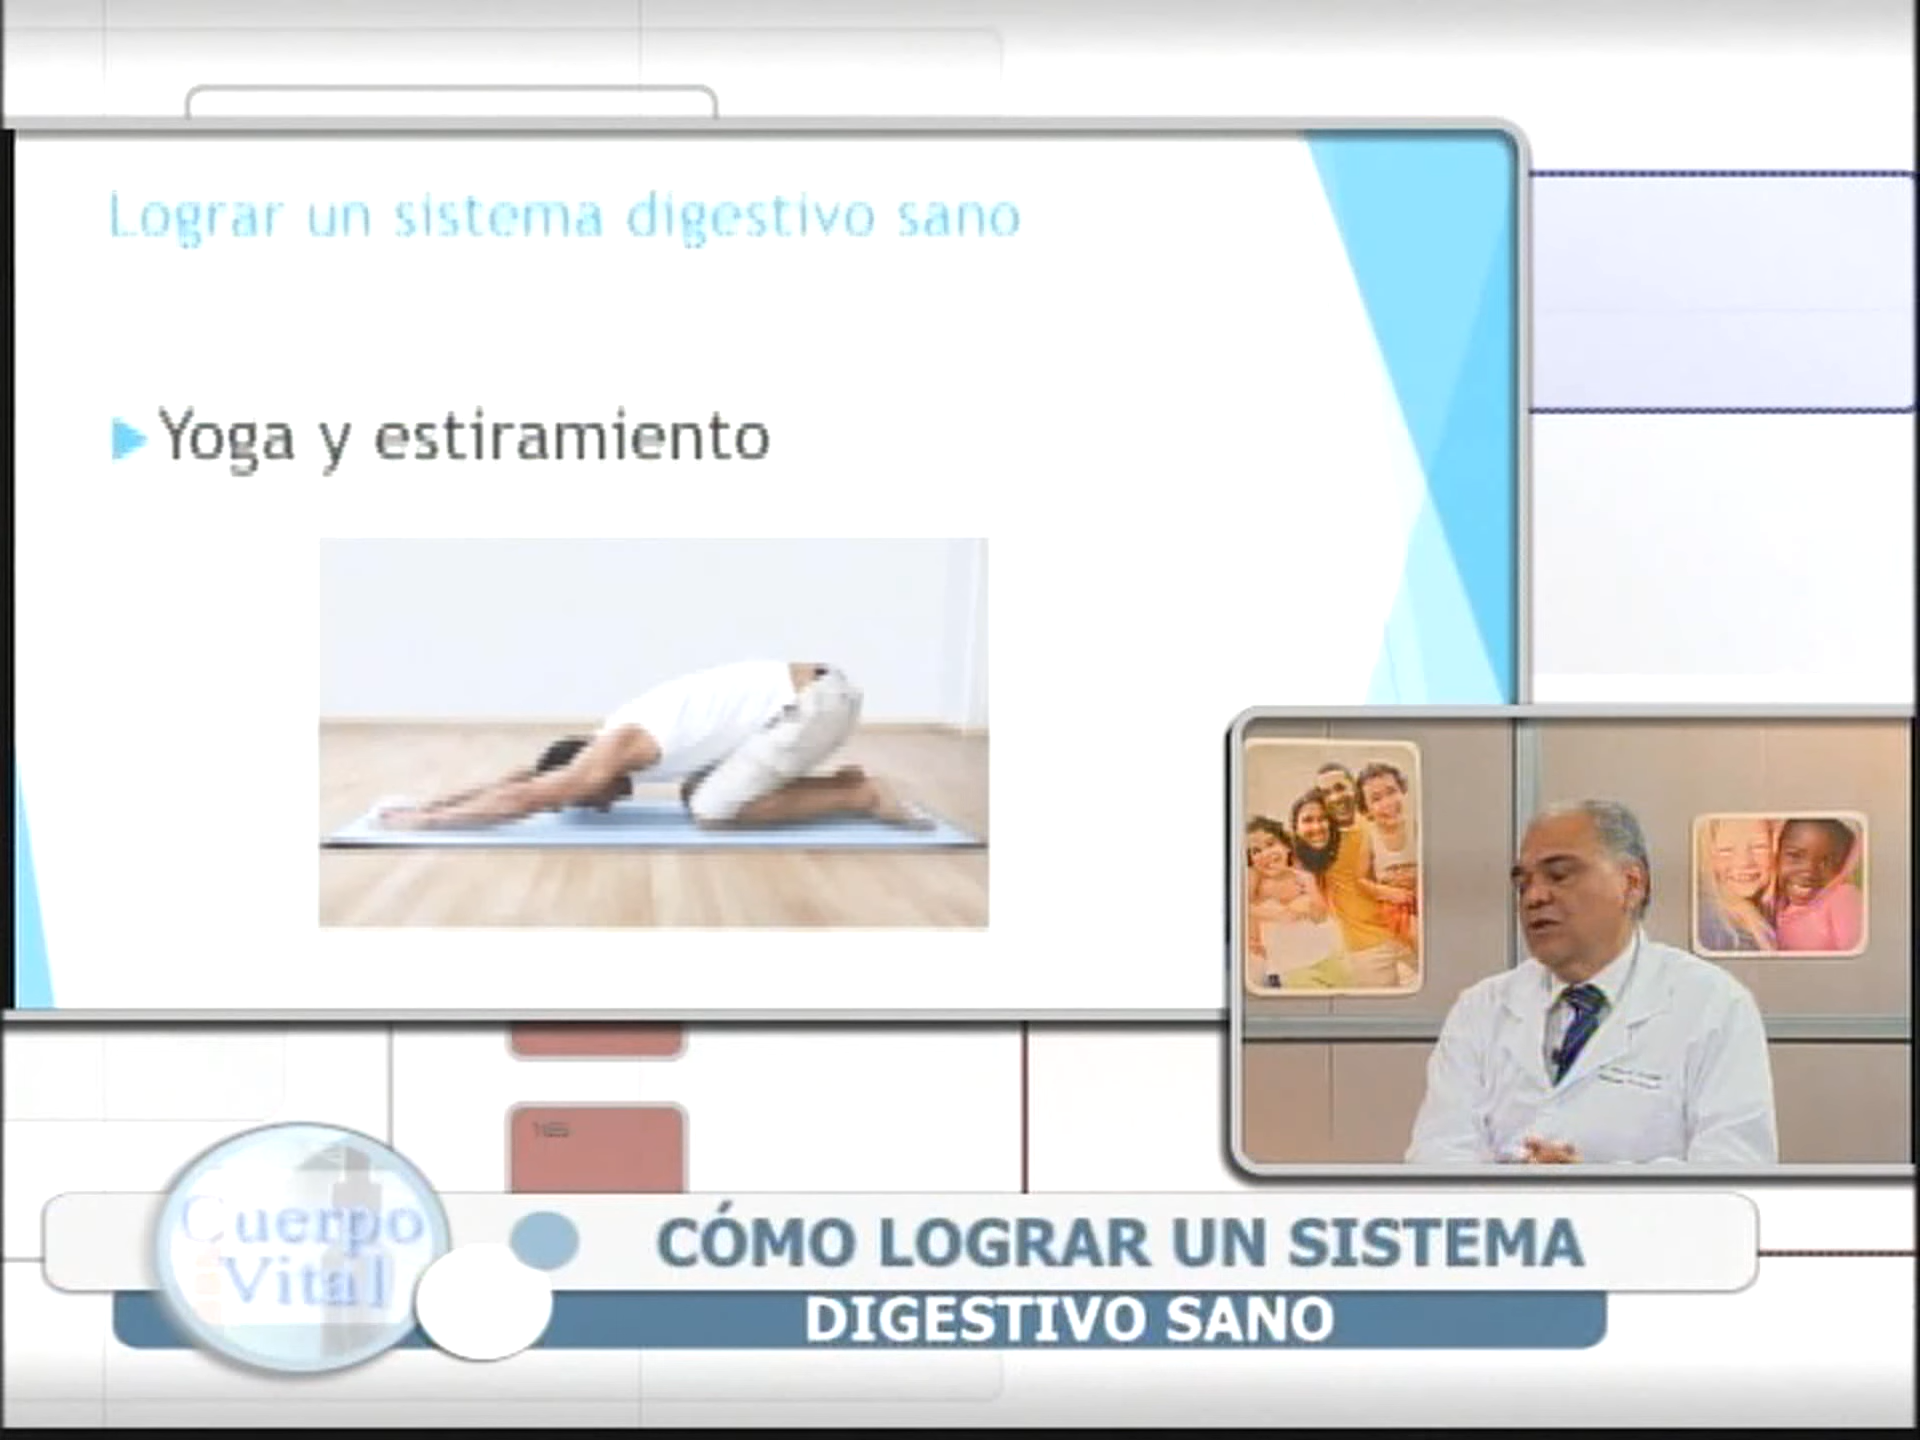 Lograr un sistema digestivo sano
Yoga y estiramiento
Cuerpo
Vital
CÓMO LOGRAR UN SISTEMA
DIGESTIVO SANO